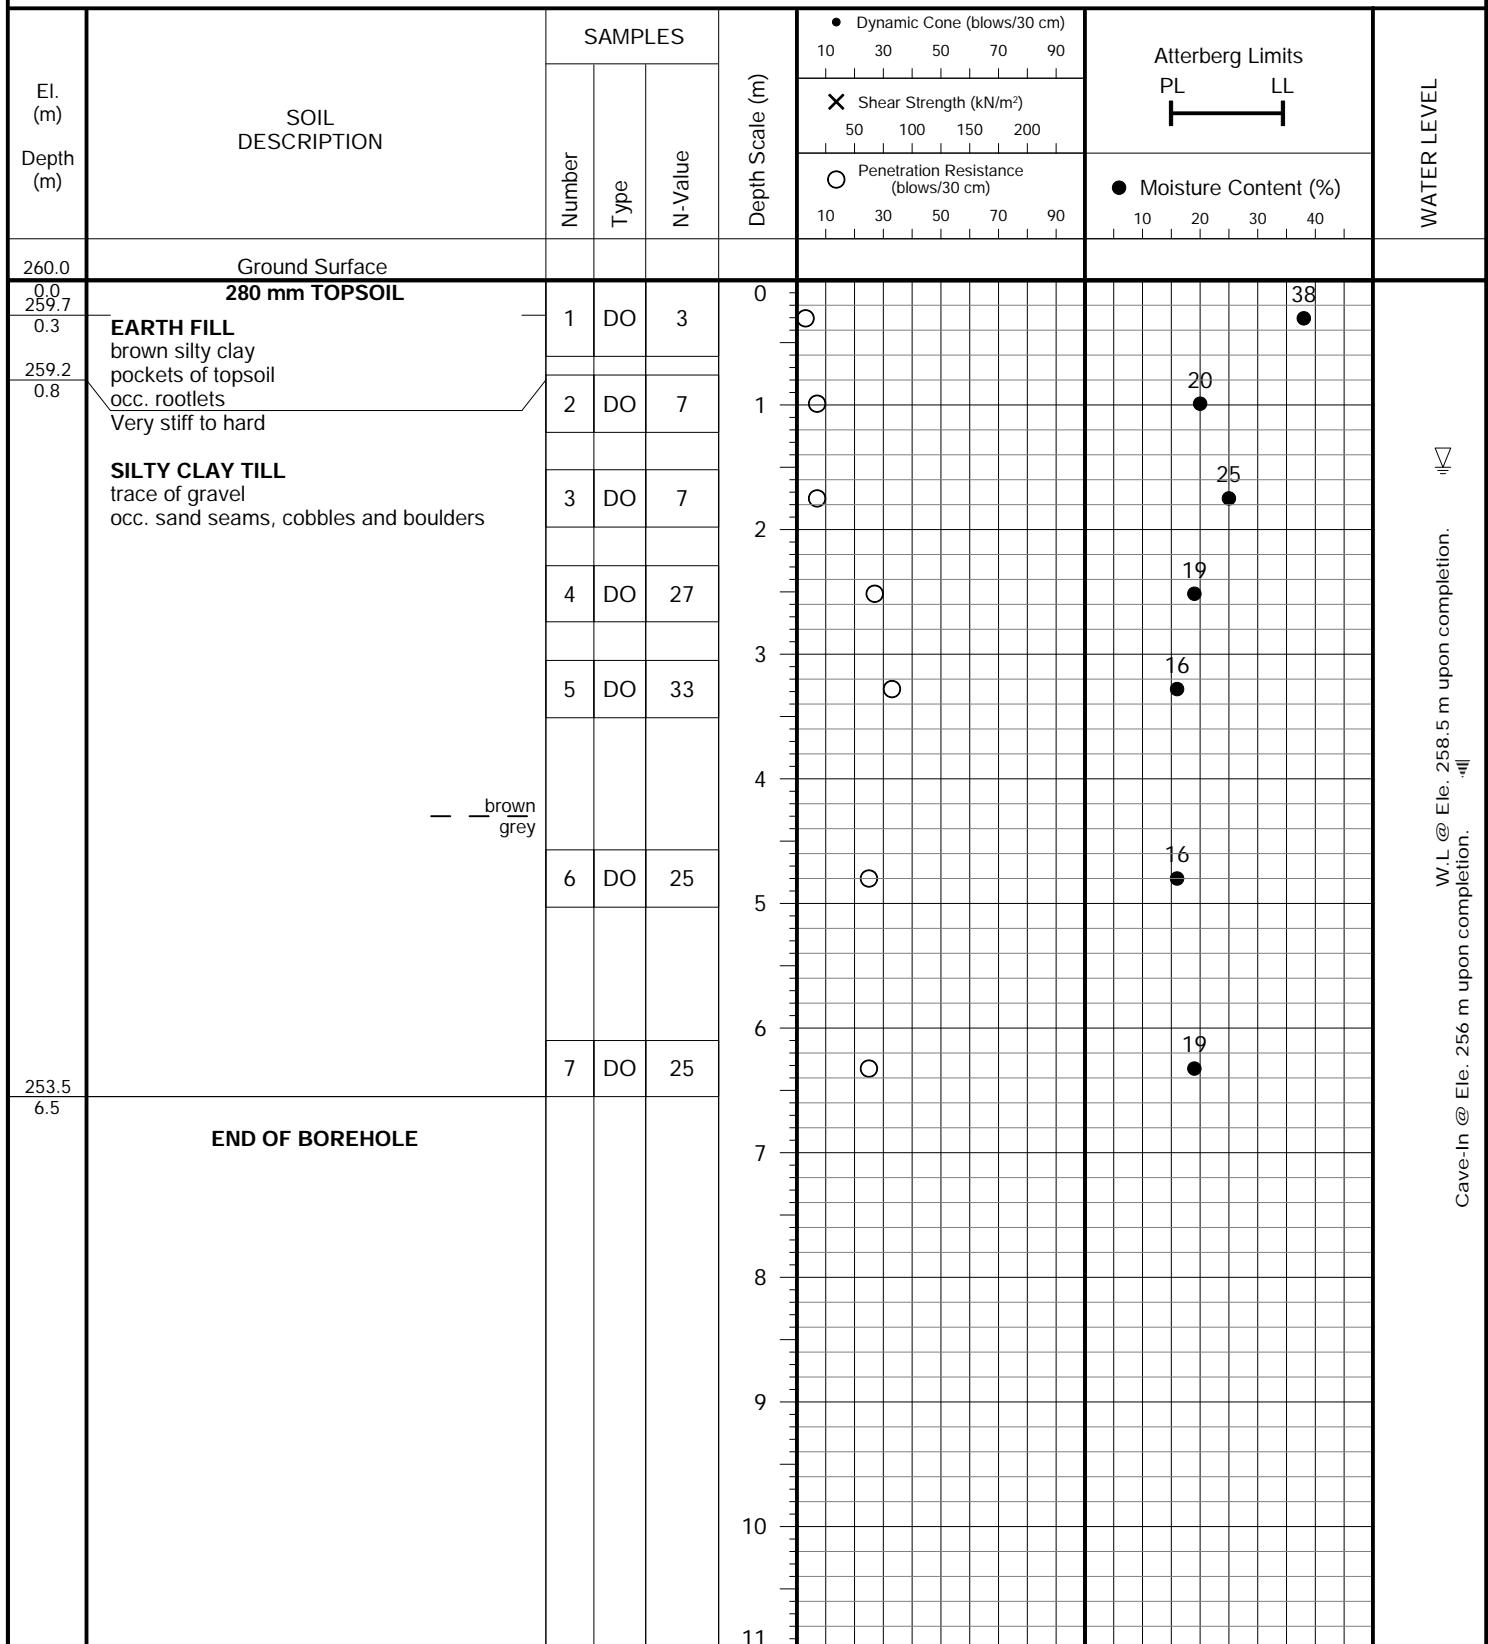 El.
(m)
Depth
(m)
SOIL
DESCRIPTION
SAMPLES
Number
Type
N-Value
Depth Scale (m)
Dynamic Cone (blows/30 cm)
10 30 50 70 90
Shear Strength (kN/m²)
50 100 150 200
Penetration Resistance
(blows/30 cm)
10 30 50 70 90
Atterberg Limits
PL LL
Moisture Content (%)
10 20 30 40
WATER LEVEL
260.0 Ground Surface
0.0 280 mm TOPSOIL 0
259.7
0.3
38
1 DO 3
EARTH FILL
brown silty clay
pockets of topsoil
occ. rootlets
259.2
0.8
20
2 DO 7 1
Very stiff to hard
SILTY CLAY TILL
trace of gravel
occ. sand seams, cobbles and boulders
25
3 DO 7
2
19
4 DO 27
3
16
5 DO 33
4
brown
grey
16
6 DO 25
5
6
19
7 DO 25
253.5
6.5
END OF BOREHOLE
7
8
9
10
11
W.L @ Ele. 258.5 m upon completion.
Cave-In @ Ele. 256 m upon completion.